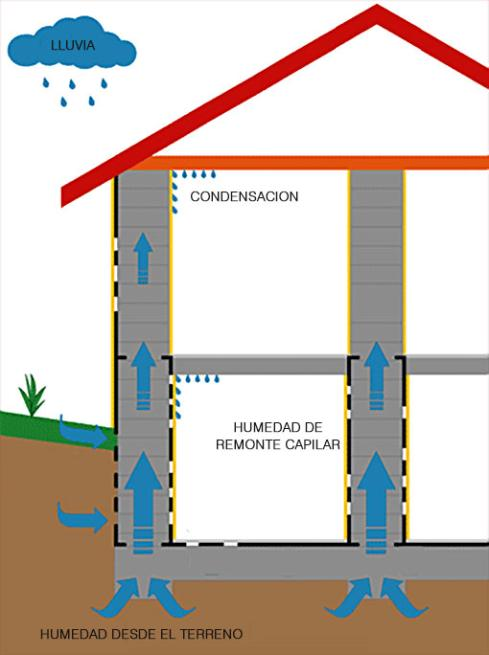 LLUVIA
CONDENSACION
HUMEDAD DE
REMONTE CAPILAR
HUMEDAD DESDE EL TERRENO